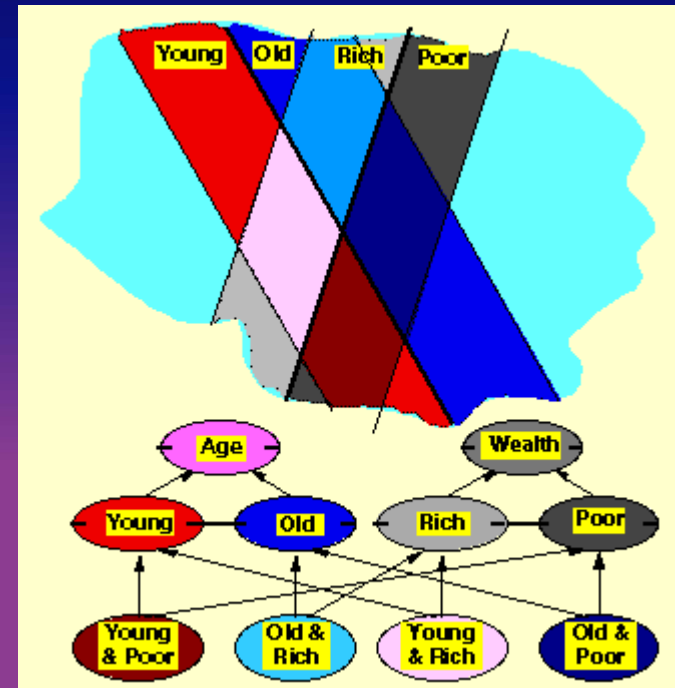 Young Old Rich Poor
Age Wealth
Young Old Rich Poor
Young
& Poor
Old &
Rich
Young
& Rich
Old &
Poor